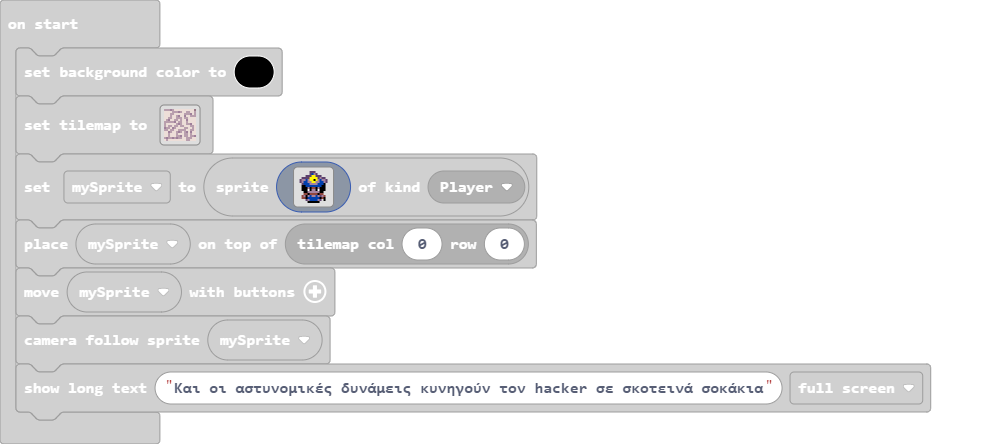 on start
set background color to
set tilemap to
set mySprite to sprite of kind Player
place mySprite on top of tilemap col 0 row 0
move mySprite with buttons
camera follow sprite mySprite
show long text "Και οι αστυνομικές δυνάμεις κυνηγούν τον hacker σε σκοτεινά σοκάκια" full screen